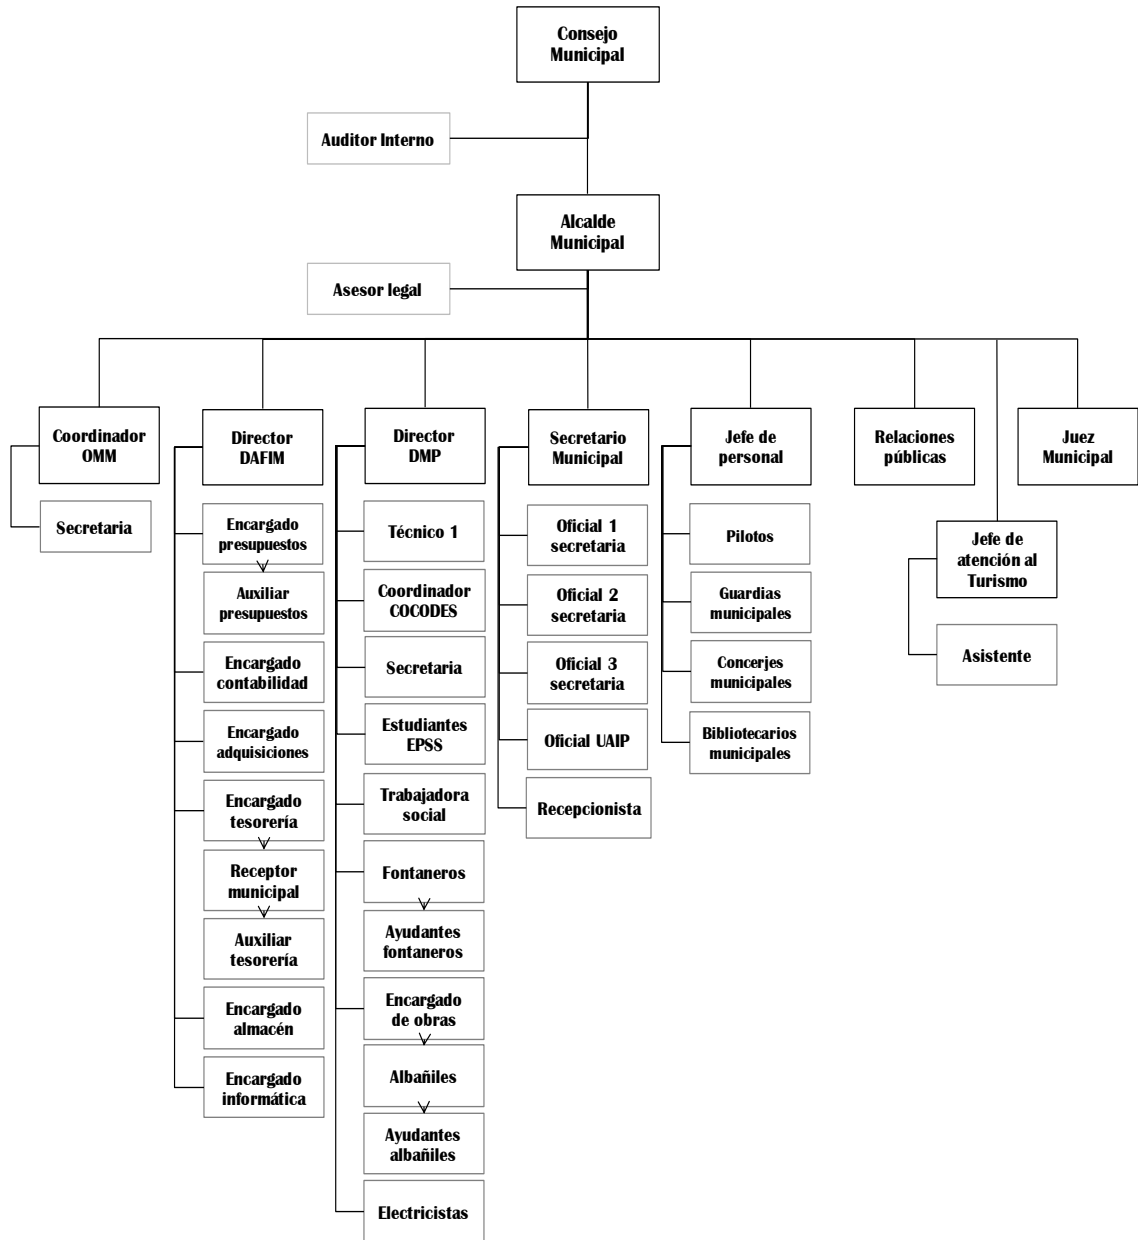 Consejo
Municipal
Auditor Interno
Alcalde
Municipal
Asesor legal
Coordinador
OMM
Secretaria
Director
DAFIM
Encargado
presupuestos
Auxiliar
presupuestos
Encargado
contabilidad
Encargado
adquisiciones
Encargado
tesorería
Receptor
municipal
Auxiliar
tesorería
Encargado
almacén
Encargado
informática
Director
DMP
Técnico 1
Coordinador
COCODES
Secretaria
Estudiantes
EPSS
Trabajadora
social
Fontaneros
Ayudantes
fontaneros
Encargado
de obras
Albañiles
Ayudantes
albañiles
Electricistas
Secretario
Municipal
Oficial 1
secretaria
Oficial 2
secretaria
Oficial 3
secretaria
Oficial UAIP
Recepcionista
Jefe de
personal
Pilotos
Guardias
municipales
Concerjes
municipales
Bibliotecarios
municipales
Relaciones
públicas
Jefe de
atención al
Turismo
Asistente
Juez
Municipal